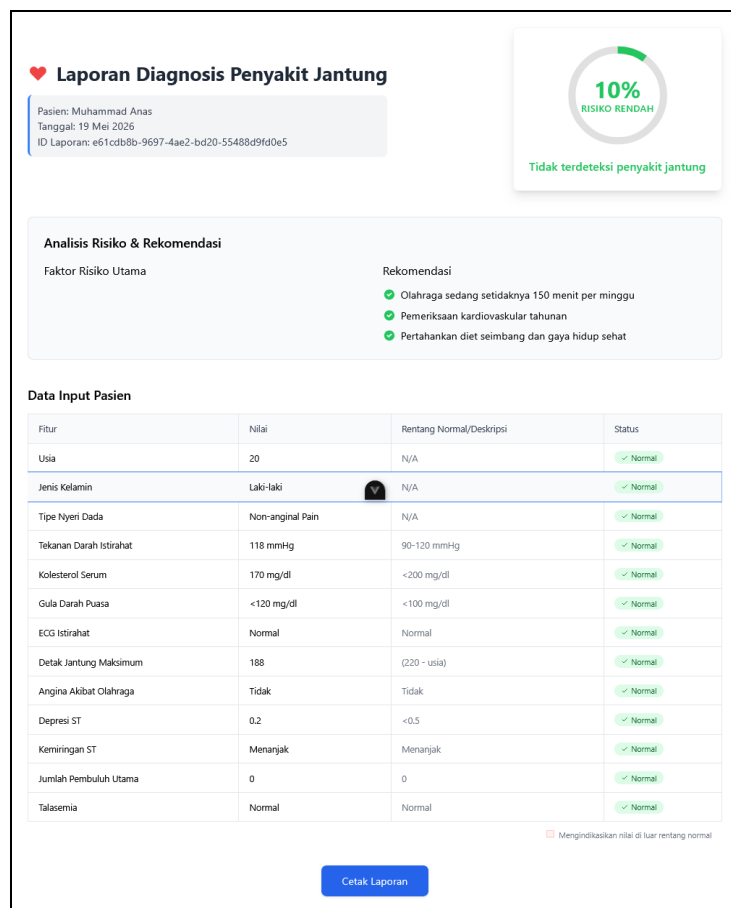 Laporan Diagnosis Penyakit Jantung
Pasien: Muhammad Anas
Tanggal: 19 Mei 2026
ID Laporan: e61cdb8b-9697-4ae2-bd20-55488d9fd0e5
10%
RISIKO RENDAH
Tidak terdeteksi penyakit jantung
Analisis Risiko & Rekomendasi
Faktor Risiko Utama
Rekomendasi
Olahraga sedang setidaknya 150 menit per minggu
Pemeriksaan kardiovaskular tahunan
Pertahankan diet seimbang dan gaya hidup sehat
Data Input Pasien
Fitur Nilai Rentang Normal/Deskripsi Status
Usia 20 N/A ✓ Normal
Jenis Kelamin Laki-laki N/A ✓ Normal
Tipe Nyeri Dada Non-anginal Pain N/A ✓ Normal
Tekanan Darah Istirahat 118 mmHg 90-120 mmHg ✓ Normal
Kolesterol Serum 170 mg/dl <200 mg/dl ✓ Normal
Gula Darah Puasa <120 mg/dl <100 mg/dl ✓ Normal
ECG Istirahat Normal Normal ✓ Normal
Detak Jantung Maksimum 188 (220 - usia) ✓ Normal
Angina Akibat Olahraga Tidak Tidak ✓ Normal
Depresi ST 0.2 <0.5 ✓ Normal
Kemiringan ST Menanjak Menanjak ✓ Normal
Jumlah Pembuluh Utama 0 0 ✓ Normal
Talasemia Normal Normal ✓ Normal
Mengindikasikan nilai di luar rentang normal
Cetak Laporan